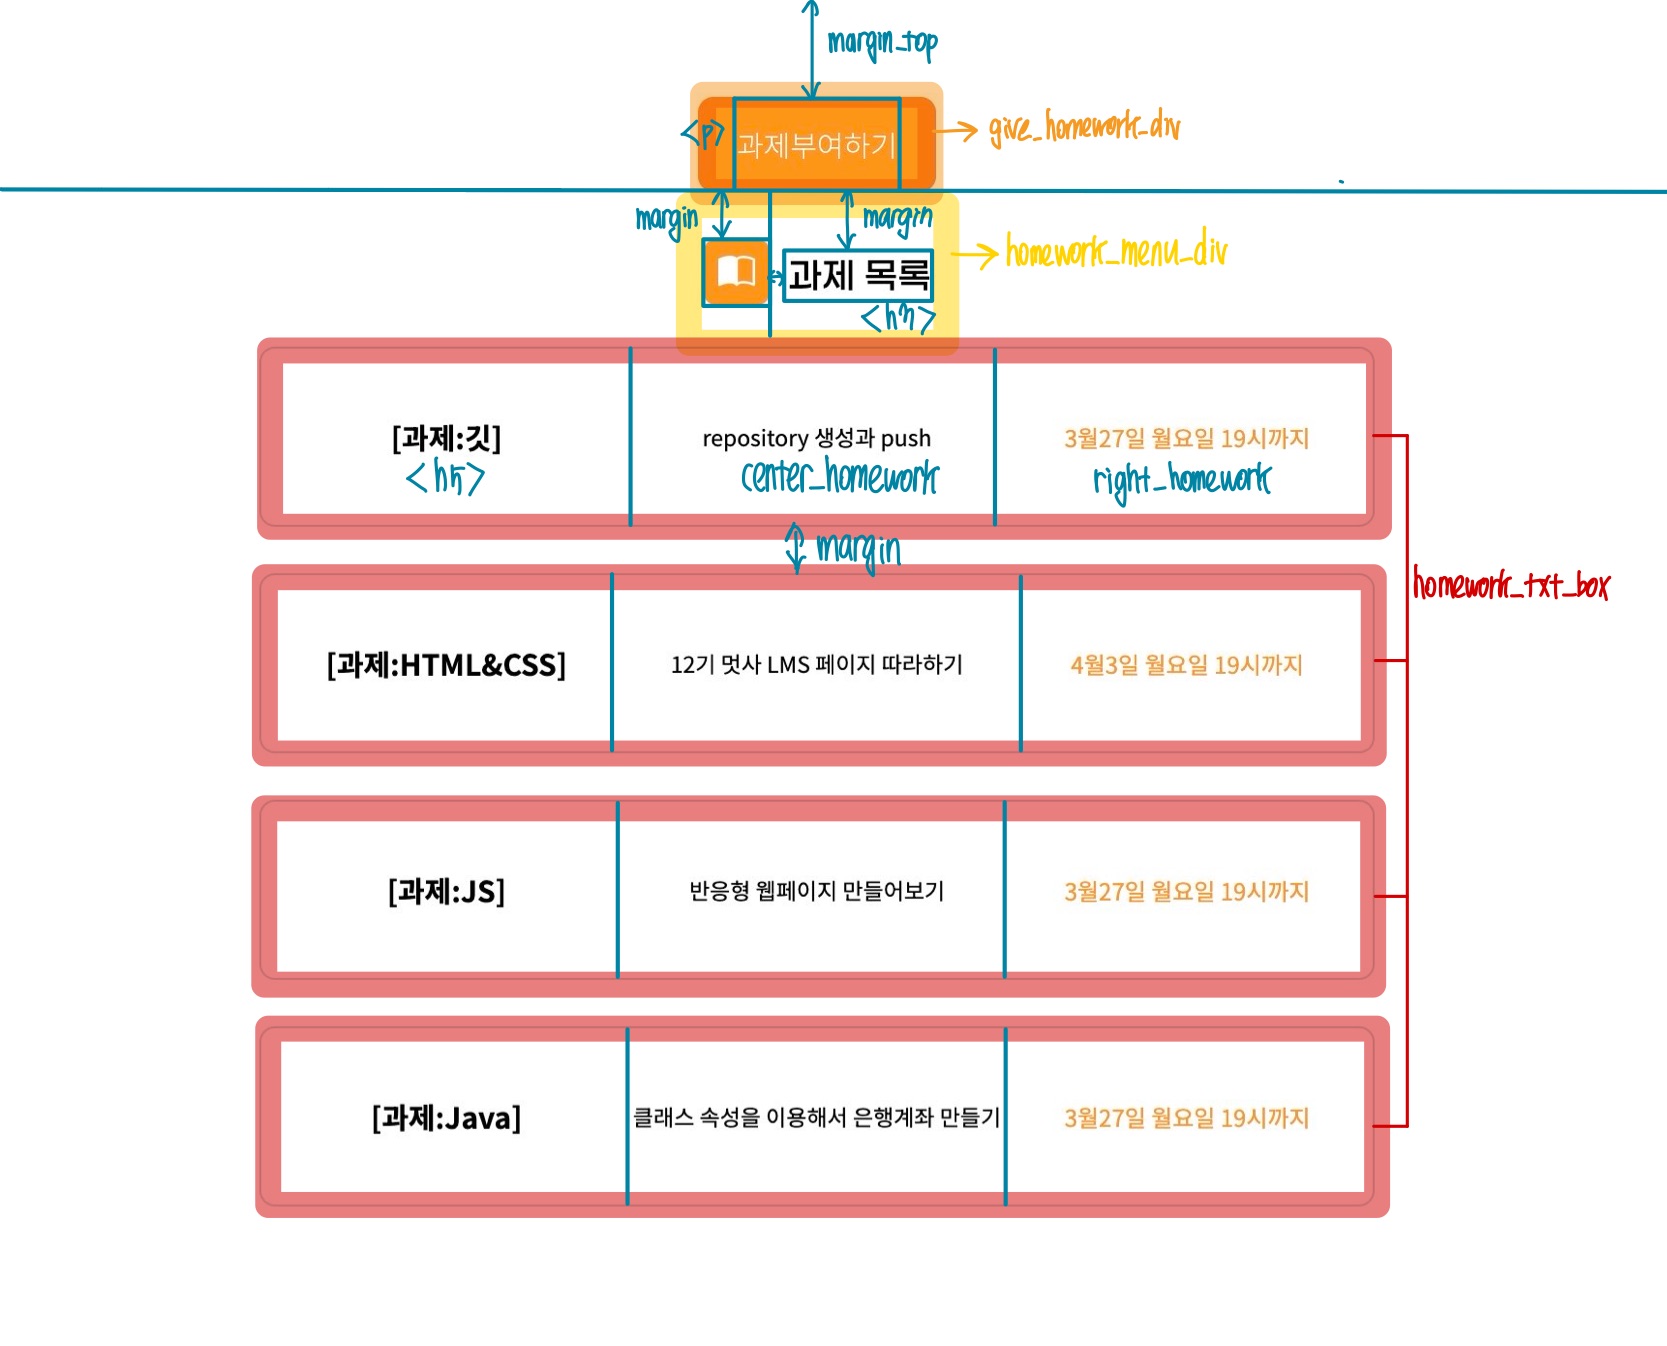 margin_top
<p>
과제부여하기
give_homework_div
margin
margin
homework_menu_div
과제 목록
<h3>
[과제:깃]
repository 생성과 push
3월27일 월요일 19시까지
<h5>
center_homework
right_homework
margin
homework_txt_box
[과제:HTML&CSS]
12기 멋사 LMS 페이지 따라하기
4월3일 월요일 19시까지
[과제:JS]
반응형 웹페이지 만들어보기
3월27일 월요일 19시까지
[과제:Java]
클래스 속성을 이용해서 은행계좌 만들기
3월27일 월요일 19시까지